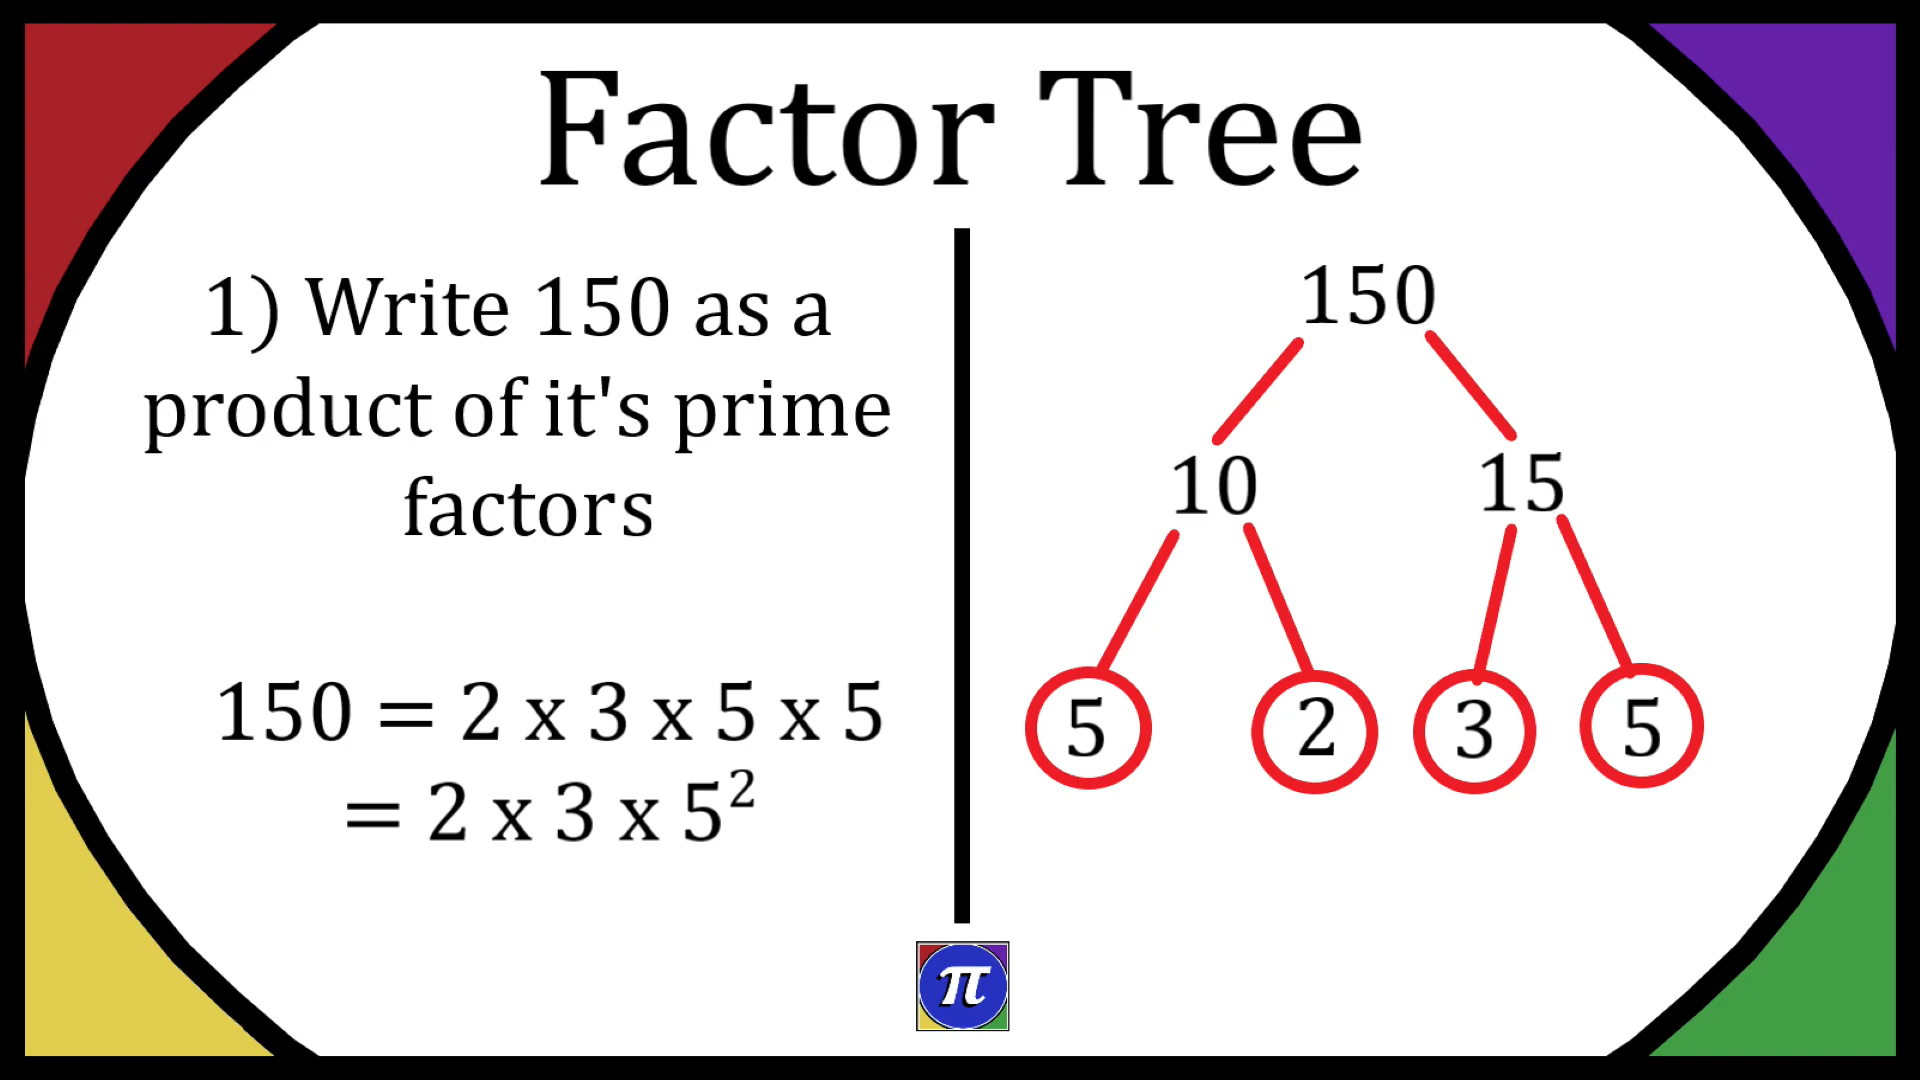 Factor Tree
1) Write 150 as a
product of it's prime
factors
150 = 2 x 3 x 5 x 5
= 2 x 3 x 5²
150
10 15
5 2 3 5
π